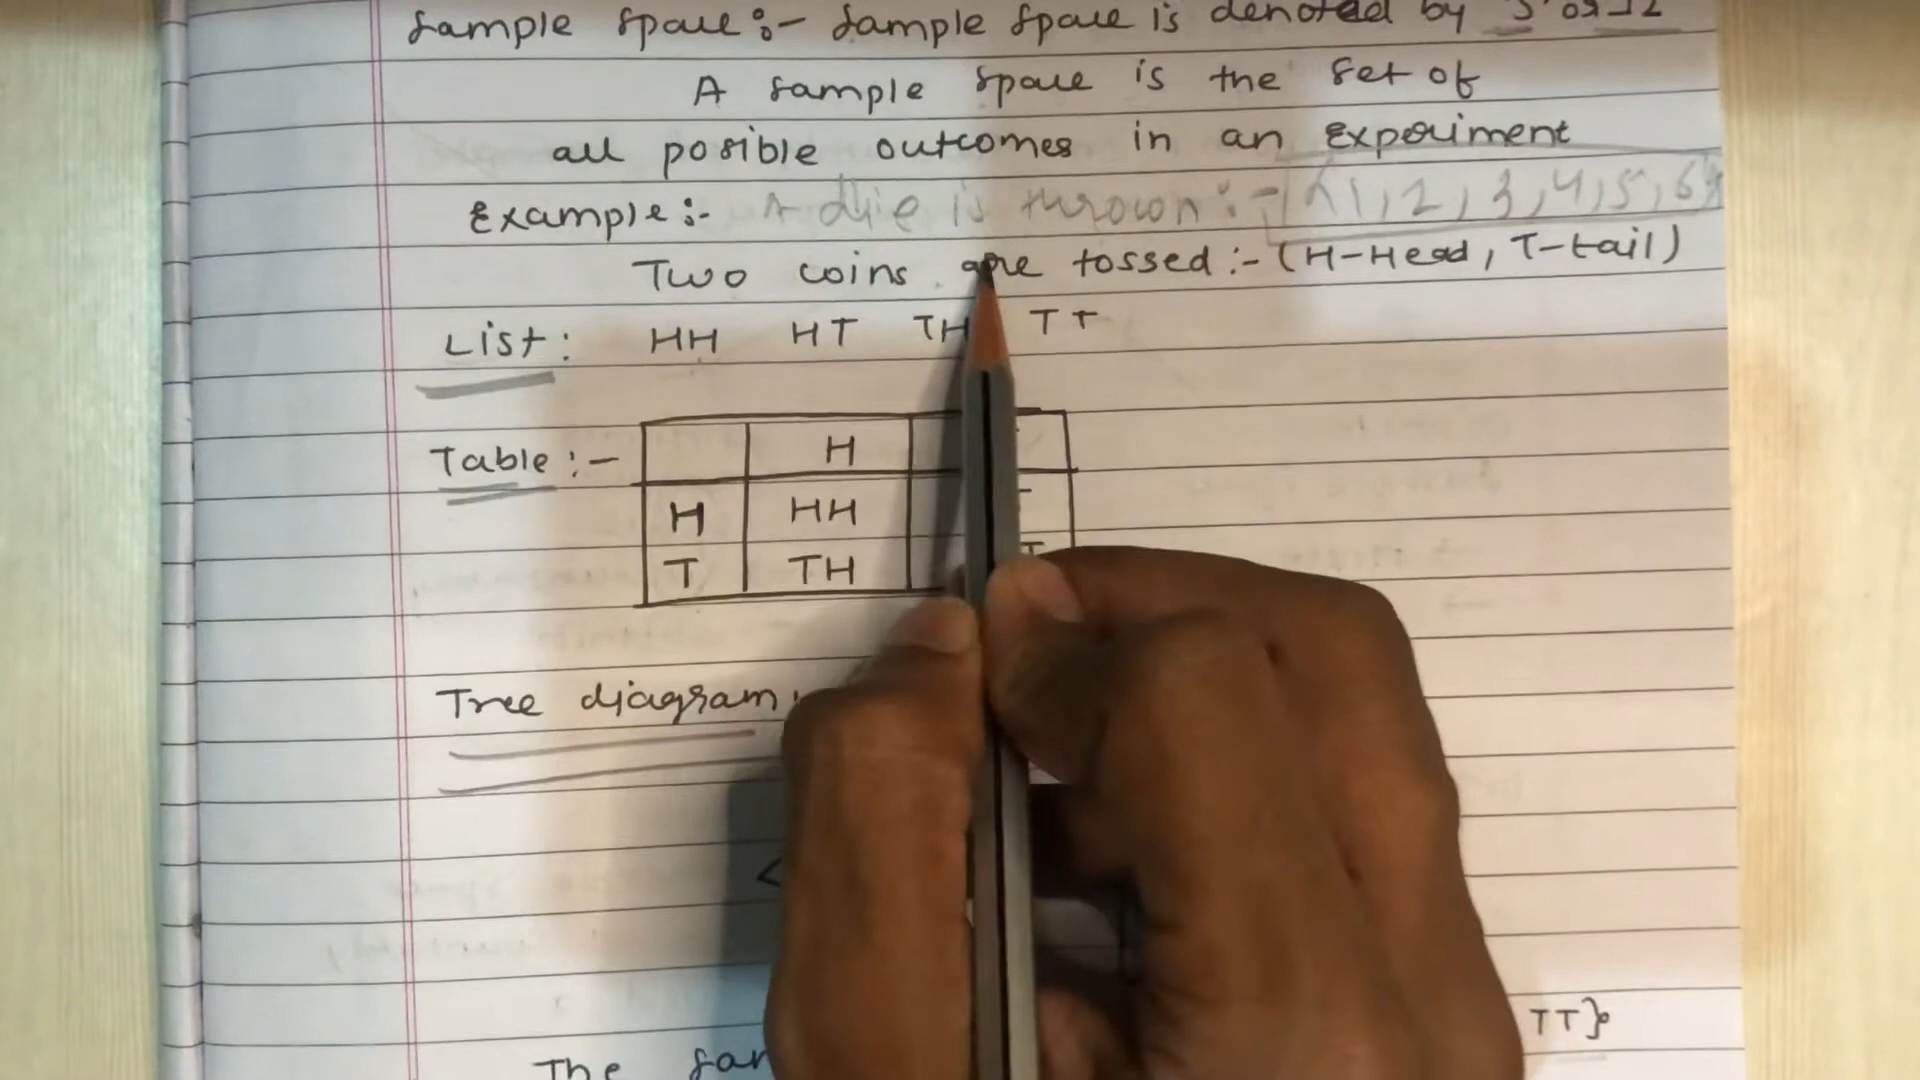 Sample space:- Sample space is denoted by S or Ω
A sample space is the set of
all posible outcomes in an experiment
Example:- A die is thrown:- {1,2,3,4,5,6}
Two coins are tossed:- (H-Head, T-tail)
List: HH HT TH TT
Table:-
H
H HH
T TH T
Tree diagram:
The TT}